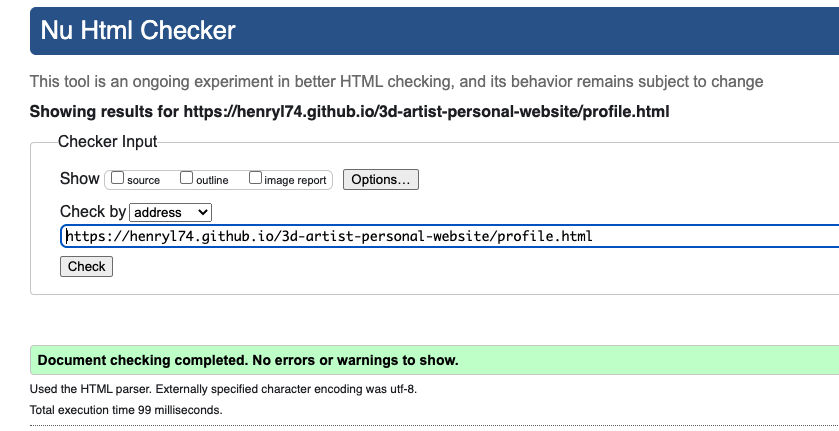 Nu Html Checker
This tool is an ongoing experiment in better HTML checking, and its behavior remains subject to change
Showing results for https://henryl74.github.io/3d-artist-personal-website/profile.html
Checker Input
Show source outline image report Options...
Check by address
https://henryl74.github.io/3d-artist-personal-website/profile.html
Check
Document checking completed. No errors or warnings to show.
Used the HTML parser. Externally specified character encoding was utf-8.
Total execution time 99 milliseconds.